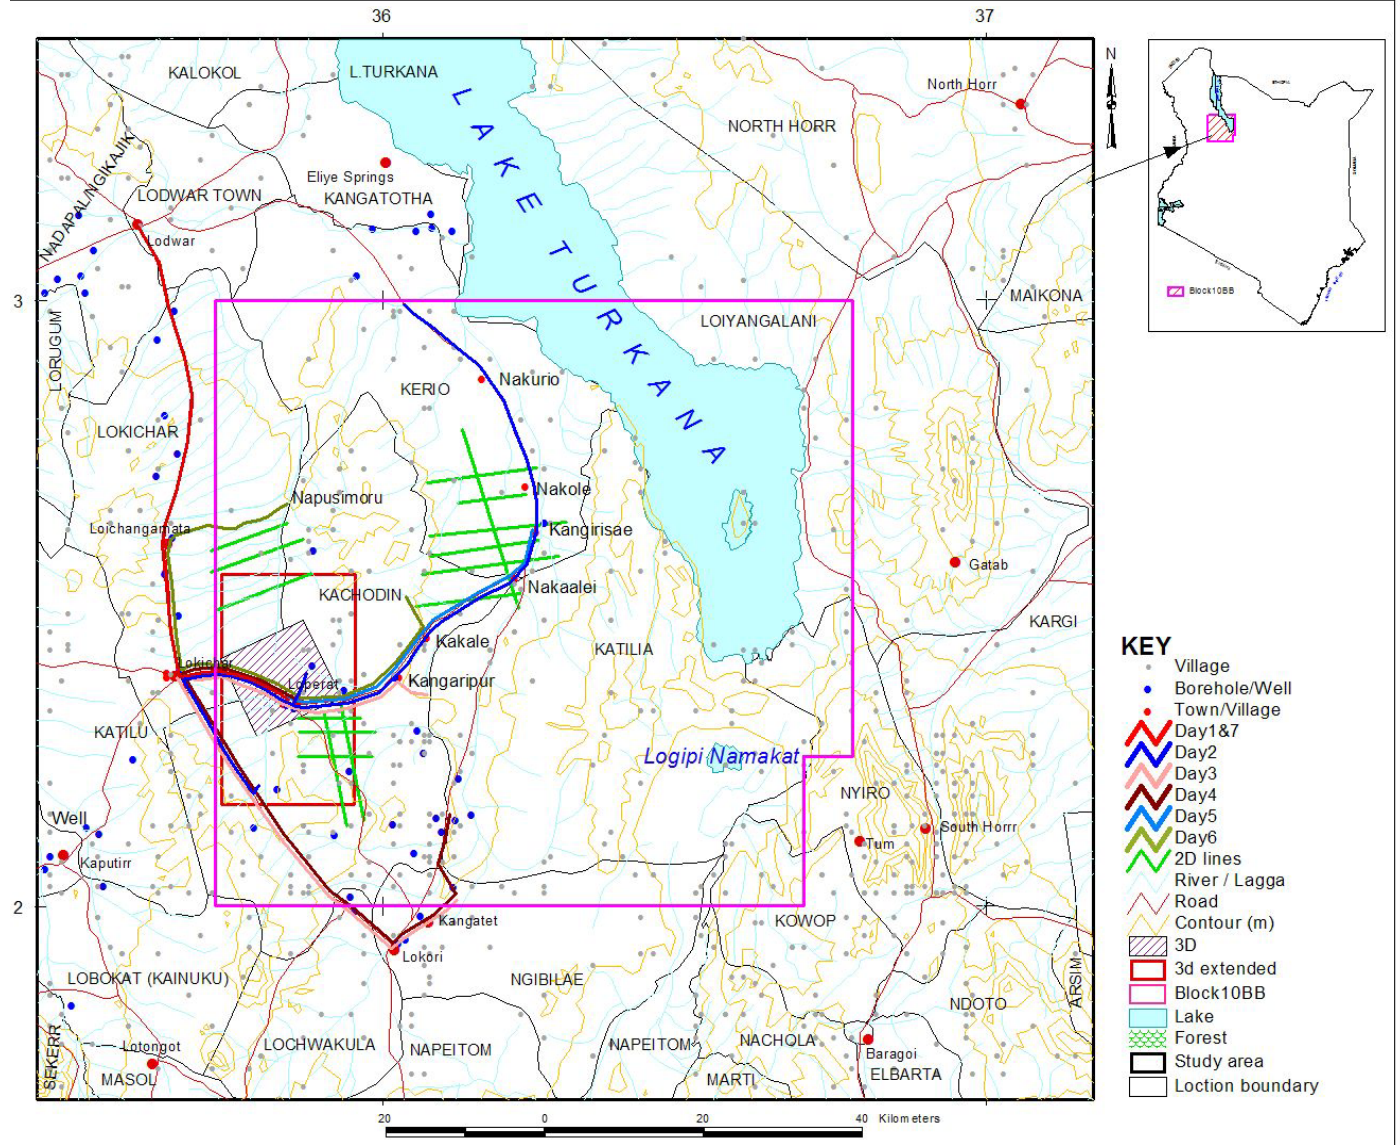 36
37
KALOKOL
L.TURKANA
North Horr
NORTH HORR
NADAPAL/NGIKAJIK
LODWAR TOWN
Eliye Springs
KANGATOTHA
Lodwar
LAKE TURKANA
3
MAIKONA
LOIYANGALANI
LORUGUM
KERIO
Nakurio
LOKICHAR
Napusimoru
Nakole
Loichangamata
Kangirisae
Gatab
Nakaalei
KACHODIN
KARGI
Kakale
KATILIA
Lokichar
Loperat
Kangaripur
KATILU
Logipi Namakat
NYIRO
Well
South Horrr
Tum
Kaputirr
2
Kangatet
KOWOP
Lokori
LOBOKAT (KAINUKU)
NGIBILAE
ARSIM
NDOTO
SEKERR
Lotongot
LOCHWAKULA
NAPEITOM
NAPEITOM
NACHOLA
Baragoi
MASOL
MARTI
ELBARTA
20 0 20 40 Kilometers
N
Block10BB
KEY
Village
Borehole/Well
Town/Village
Day1&7
Day2
Day3
Day4
Day5
Day6
2D lines
River / Lagga
Road
Contour (m)
3D
3d extended
Block10BB
Lake
Forest
Study area
Loction boundary